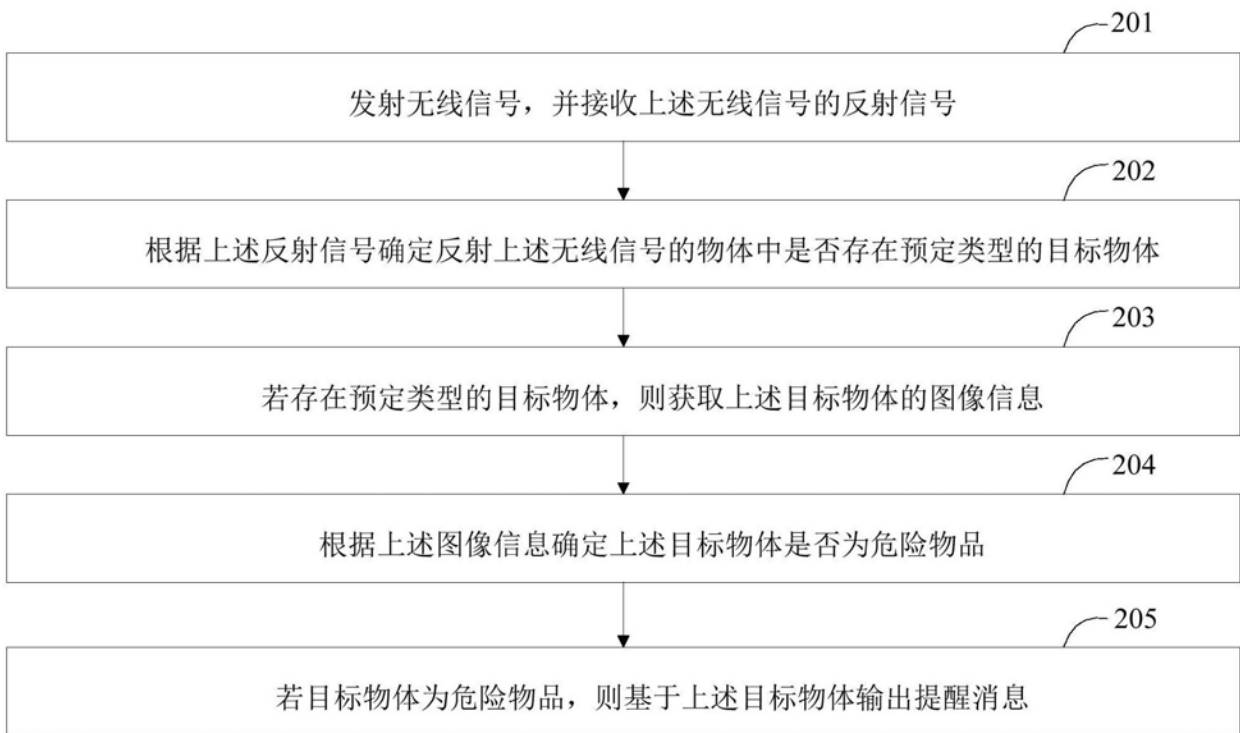 201
发射无线信号，并接收上述无线信号的反射信号
202
根据上述反射信号确定反射上述无线信号的物体中是否存在预定类型的目标物体
203
若存在预定类型的目标物体，则获取上述目标物体的图像信息
204
根据上述图像信息确定上述目标物体是否为危险物品
205
若目标物体为危险物品，则基于上述目标物体输出提醒消息